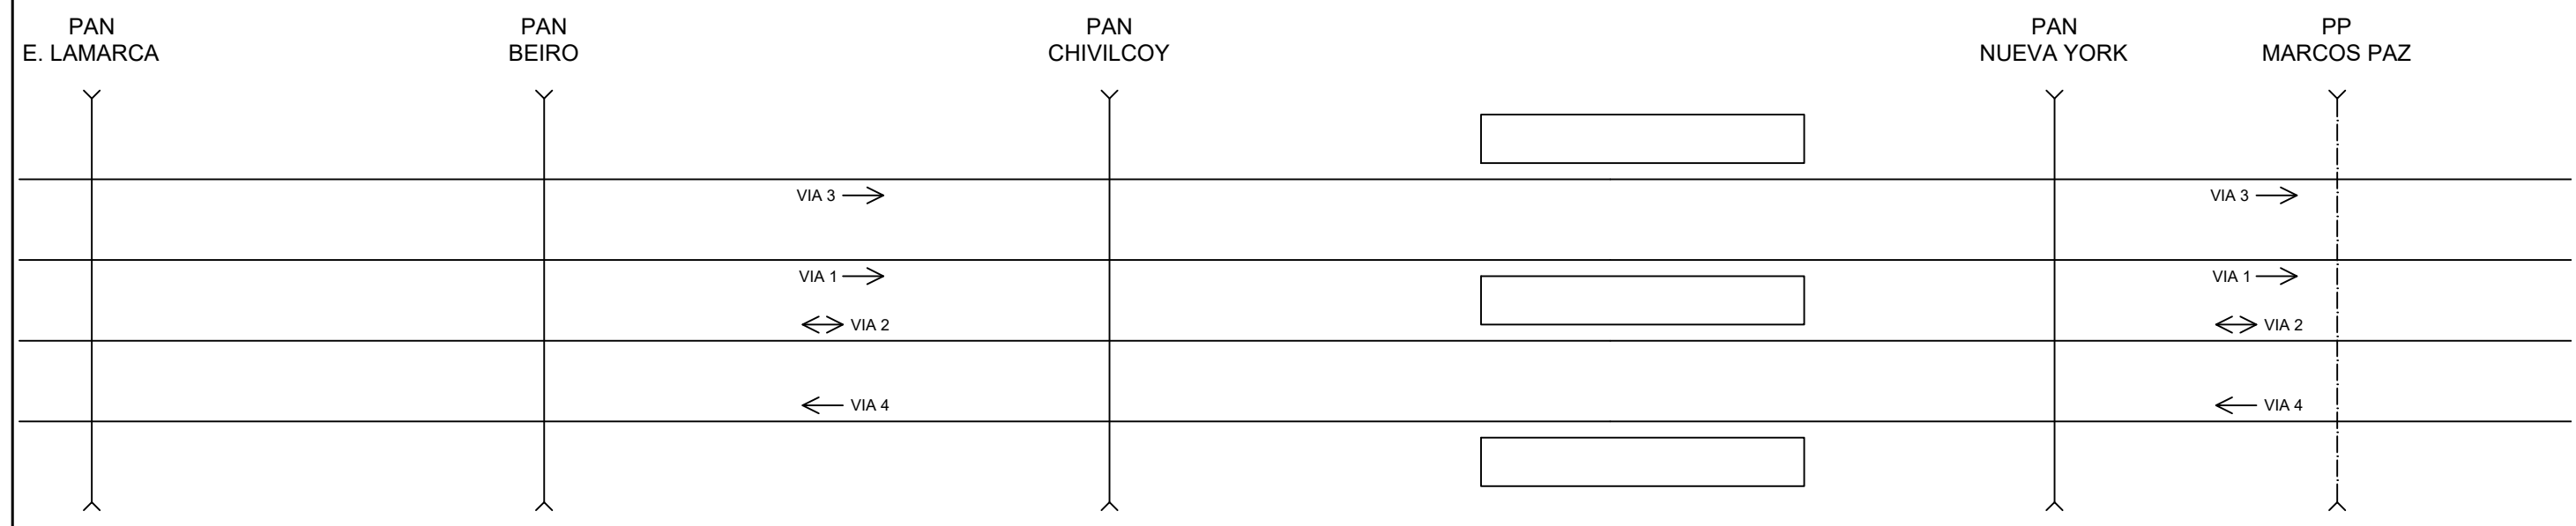 PAN
E. LAMARCA
PAN
BEIRO
PAN
CHIVILCOY
PAN
NUEVA YORK
PP
MARCOS PAZ
VIA 3
VIA 3
VIA 1
VIA 1
VIA 2
VIA 2
VIA 4
VIA 4